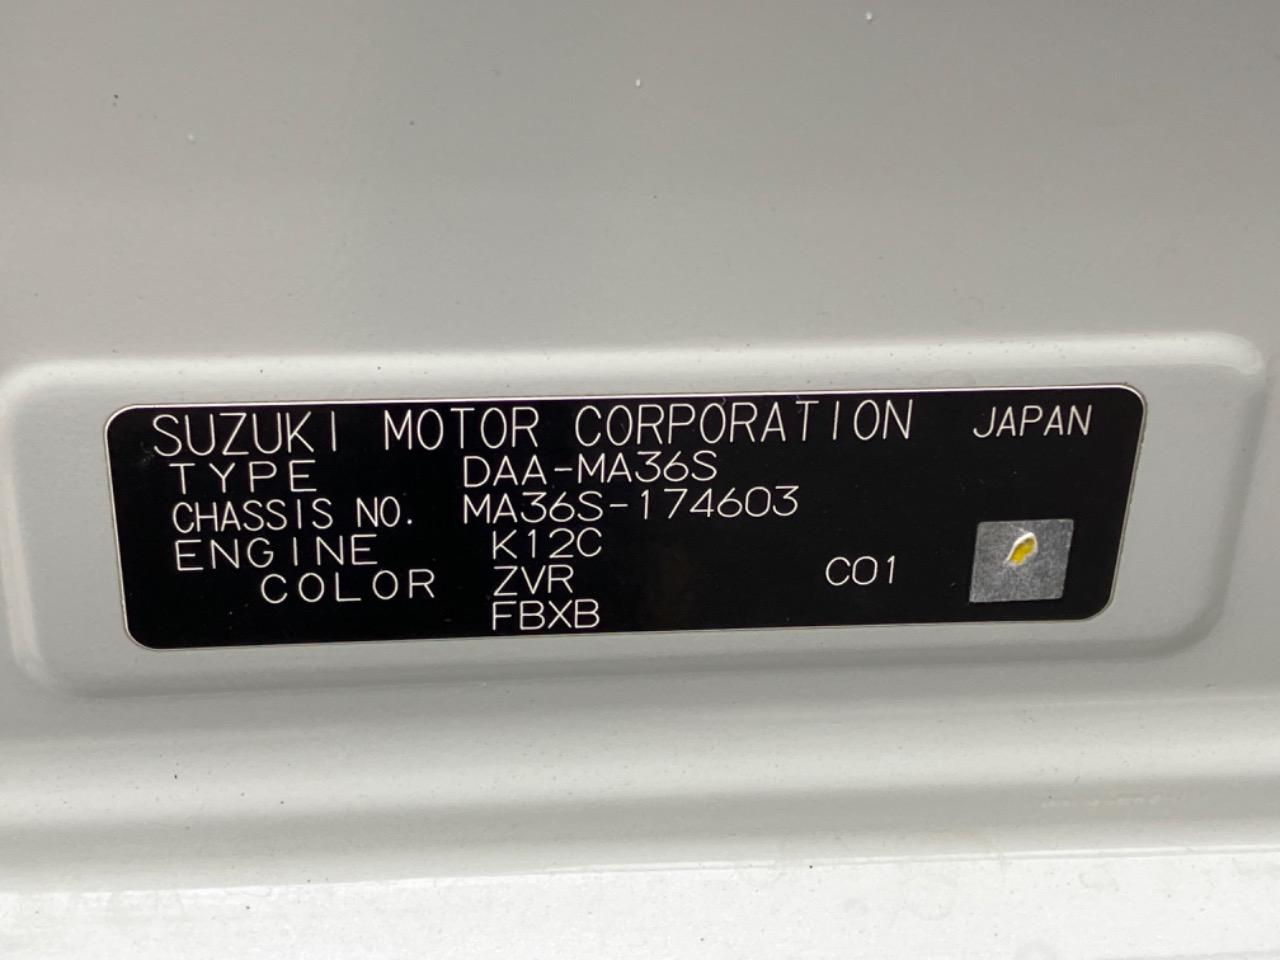 SUZUKI MOTOR CORPORATION JAPAN
TYPE DAA-MA36S
CHASSIS NO. MA36S-174603
ENGINE K12C
COLOR ZVR C01
FBXB